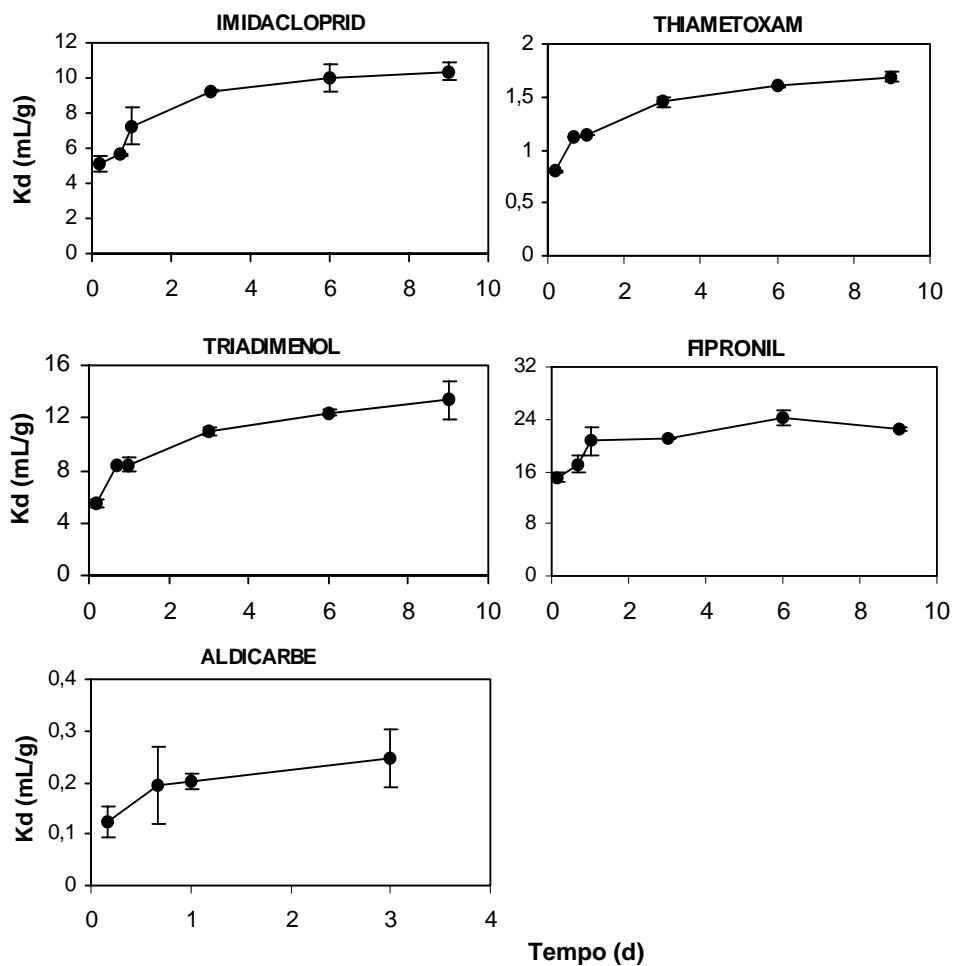 IMIDACLOPRID
12
10
8
6
4
2
0
Kd (mL/g)
0 2 4 6 8 10
THIAMETOXAM
2
1,5
1
0,5
0
0 2 4 6 8 10
TRIADIMENOL
16
12
8
4
0
Kd (mL/g)
0 2 4 6 8 10
FIPRONIL
32
24
16
8
0
0 2 4 6 8 10
ALDICARBE
0,4
0,3
0,2
0,1
0
Kd (mL/g)
0 1 2 3 4
Tempo (d)